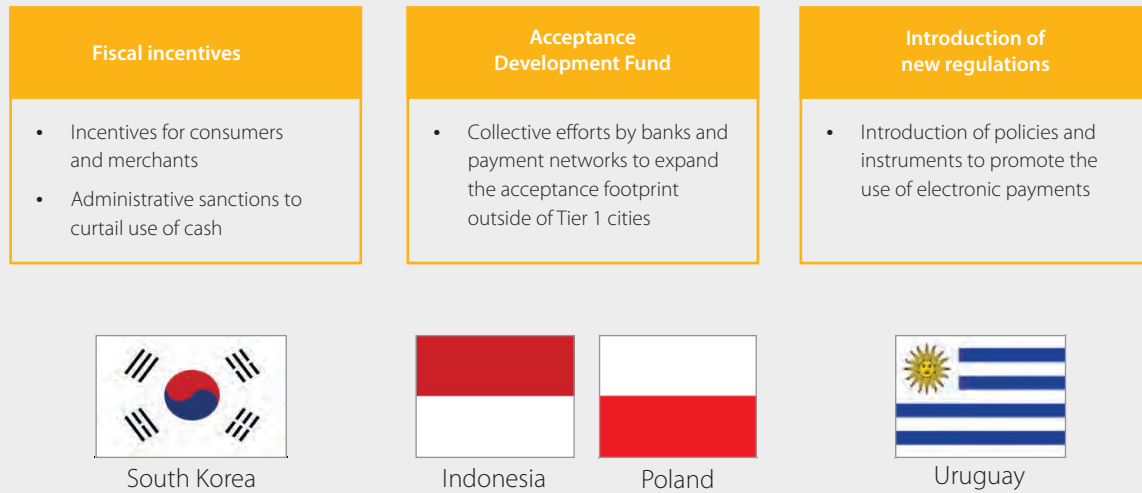 Fiscal incentives
• Incentives for consumers
and merchants
• Administrative sanctions to
curtail use of cash
Acceptance
Development Fund
• Collective efforts by banks and
payment networks to expand
the acceptance footprint
outside of Tier 1 cities
Introduction of
new regulations
• Introduction of policies and
instruments to promote the
use of electronic payments
South Korea
Indonesia
Poland
Uruguay